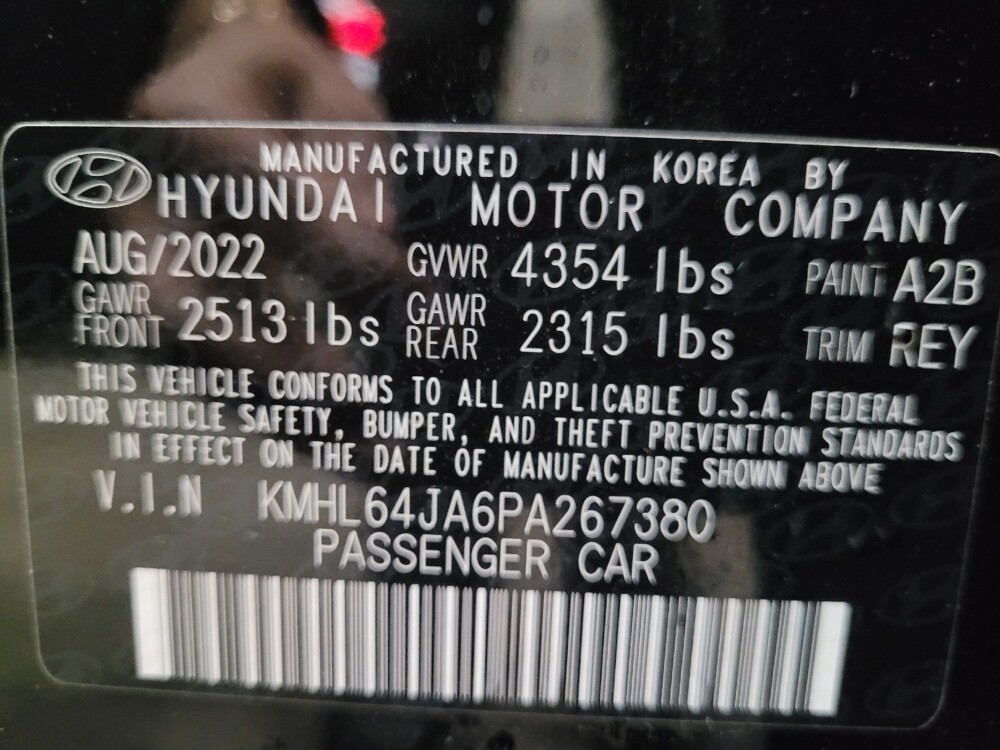 MANUFACTURED IN KOREA BY
HYUNDAI MOTOR COMPANY
AUG/2022 GVWR 4354 lbs PAINT A2B
GAWR FRONT 2513 lbs GAWR REAR 2315 lbs TRIM REY
THIS VEHICLE CONFORMS TO ALL APPLICABLE U.S.A. FEDERAL
MOTOR VEHICLE SAFETY, BUMPER, AND THEFT PREVENTION STANDARDS
IN EFFECT ON THE DATE OF MANUFACTURE SHOWN ABOVE
V.I.N KMHL64JA6PA267380
PASSENGER CAR